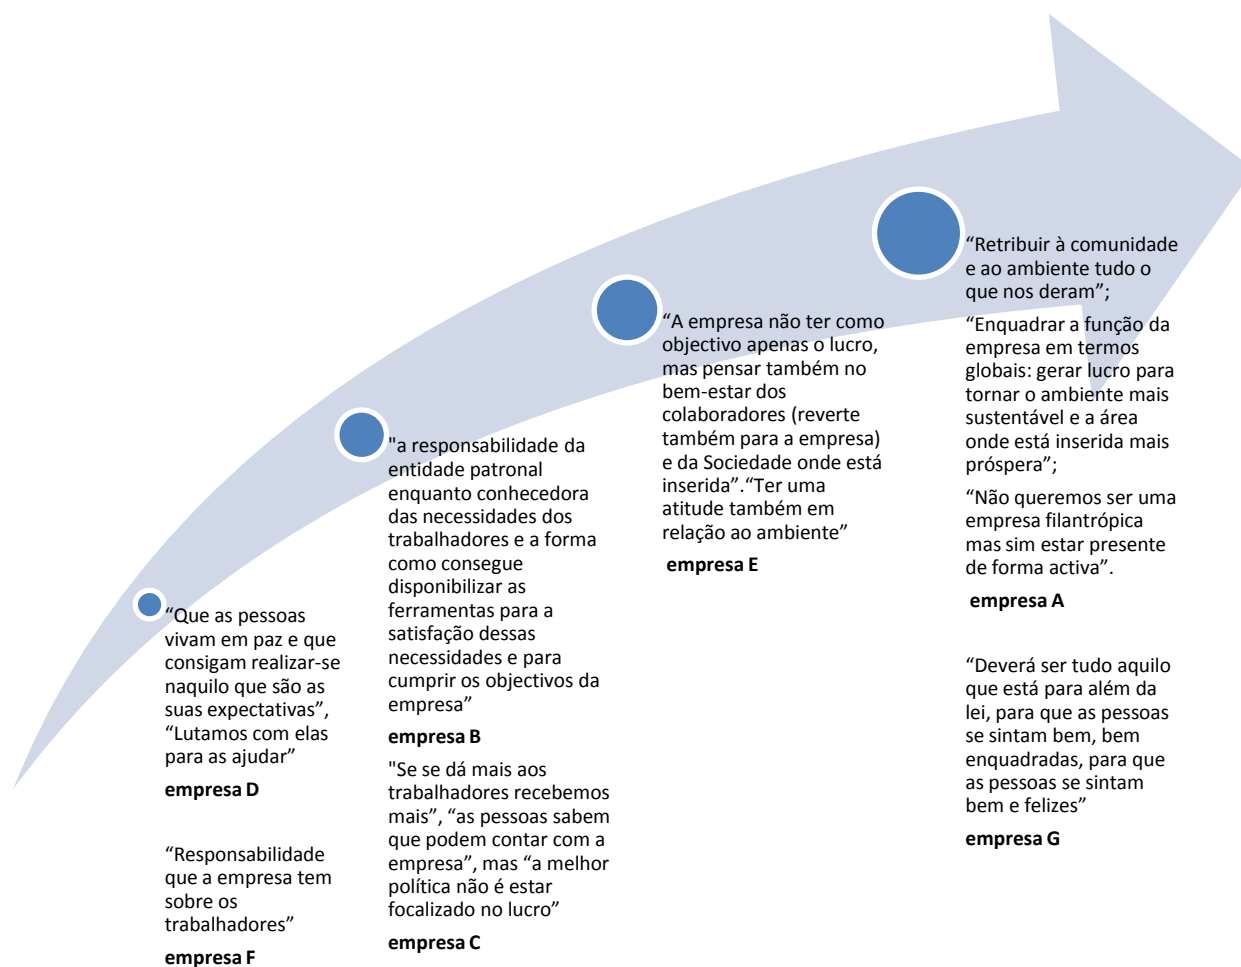 “Que as pessoas
vivam em paz e que
consigam realizar-se
naquilo que são as
suas expectativas”,
“Lutamos com elas
para as ajudar”
empresa D
“Responsabilidade
que a empresa tem
sobre os
trabalhadores”
empresa F
"a responsabilidade da
entidade patronal
enquanto conhecedora
das necessidades dos
trabalhadores e a forma
como consegue
disponibilizar as
ferramentas para a
satisfação dessas
necessidades e para
cumprir os objectivos da
empresa”
empresa B
"Se se dá mais aos
trabalhadores recebemos
mais”, “as pessoas sabem
que podem contar com a
empresa”, mas “a melhor
política não é estar
focalizado no lucro”
empresa C
“A empresa não ter como
objectivo apenas o lucro,
mas pensar também no
bem-estar dos
colaboradores (reverte
também para a empresa)
e da Sociedade onde está
inserida”.“Ter uma
atitude também em
relação ao ambiente”
empresa E
“Retribuir à comunidade
e ao ambiente tudo o
que nos deram”;
“Enquadrar a função da
empresa em termos
globais: gerar lucro para
tornar o ambiente mais
sustentável e a área
onde está inserida mais
próspera”;
“Não queremos ser uma
empresa filantrópica
mas sim estar presente
de forma activa”.
empresa A
“Deverá ser tudo aquilo
que está para além da
lei, para que as pessoas
se sintam bem, bem
enquadradas, para que
as pessoas se sintam
bem e felizes”
empresa G